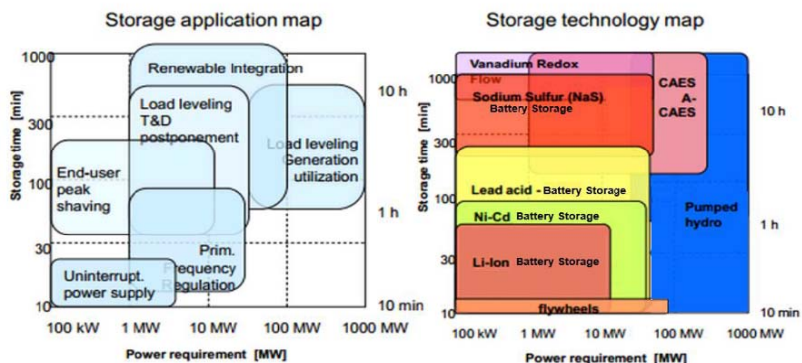 Storage application map
Storage time [min]
1000
300
100
30
10
Renewable Integration
Load leveling
T&D
postponement
Load leveling
Generation
utilization
End-user
peak
shaving
Prim.
Frequency
Regulation
Uninterrupt.
power supply
10 h
1 h
10 min
100 kW 1 MW 10 MW 100 MW 1000 MW
Power requirement [MW]
Storage technology map
Storage time [min]
1000
300
100
30
10
Vanadium Redox
Flow
Sodium Sulfur (NaS)
Battery Storage
CAES
A-
CAES
Lead acid - Battery Storage
Ni-Cd Battery Storage
Pumped
hydro
Li-Ion Battery Storage
flywheels
10 h
1 h
10 min
100 kW 1 MW 10 MW 100 MW 1000 MW
Power requirement [MW]